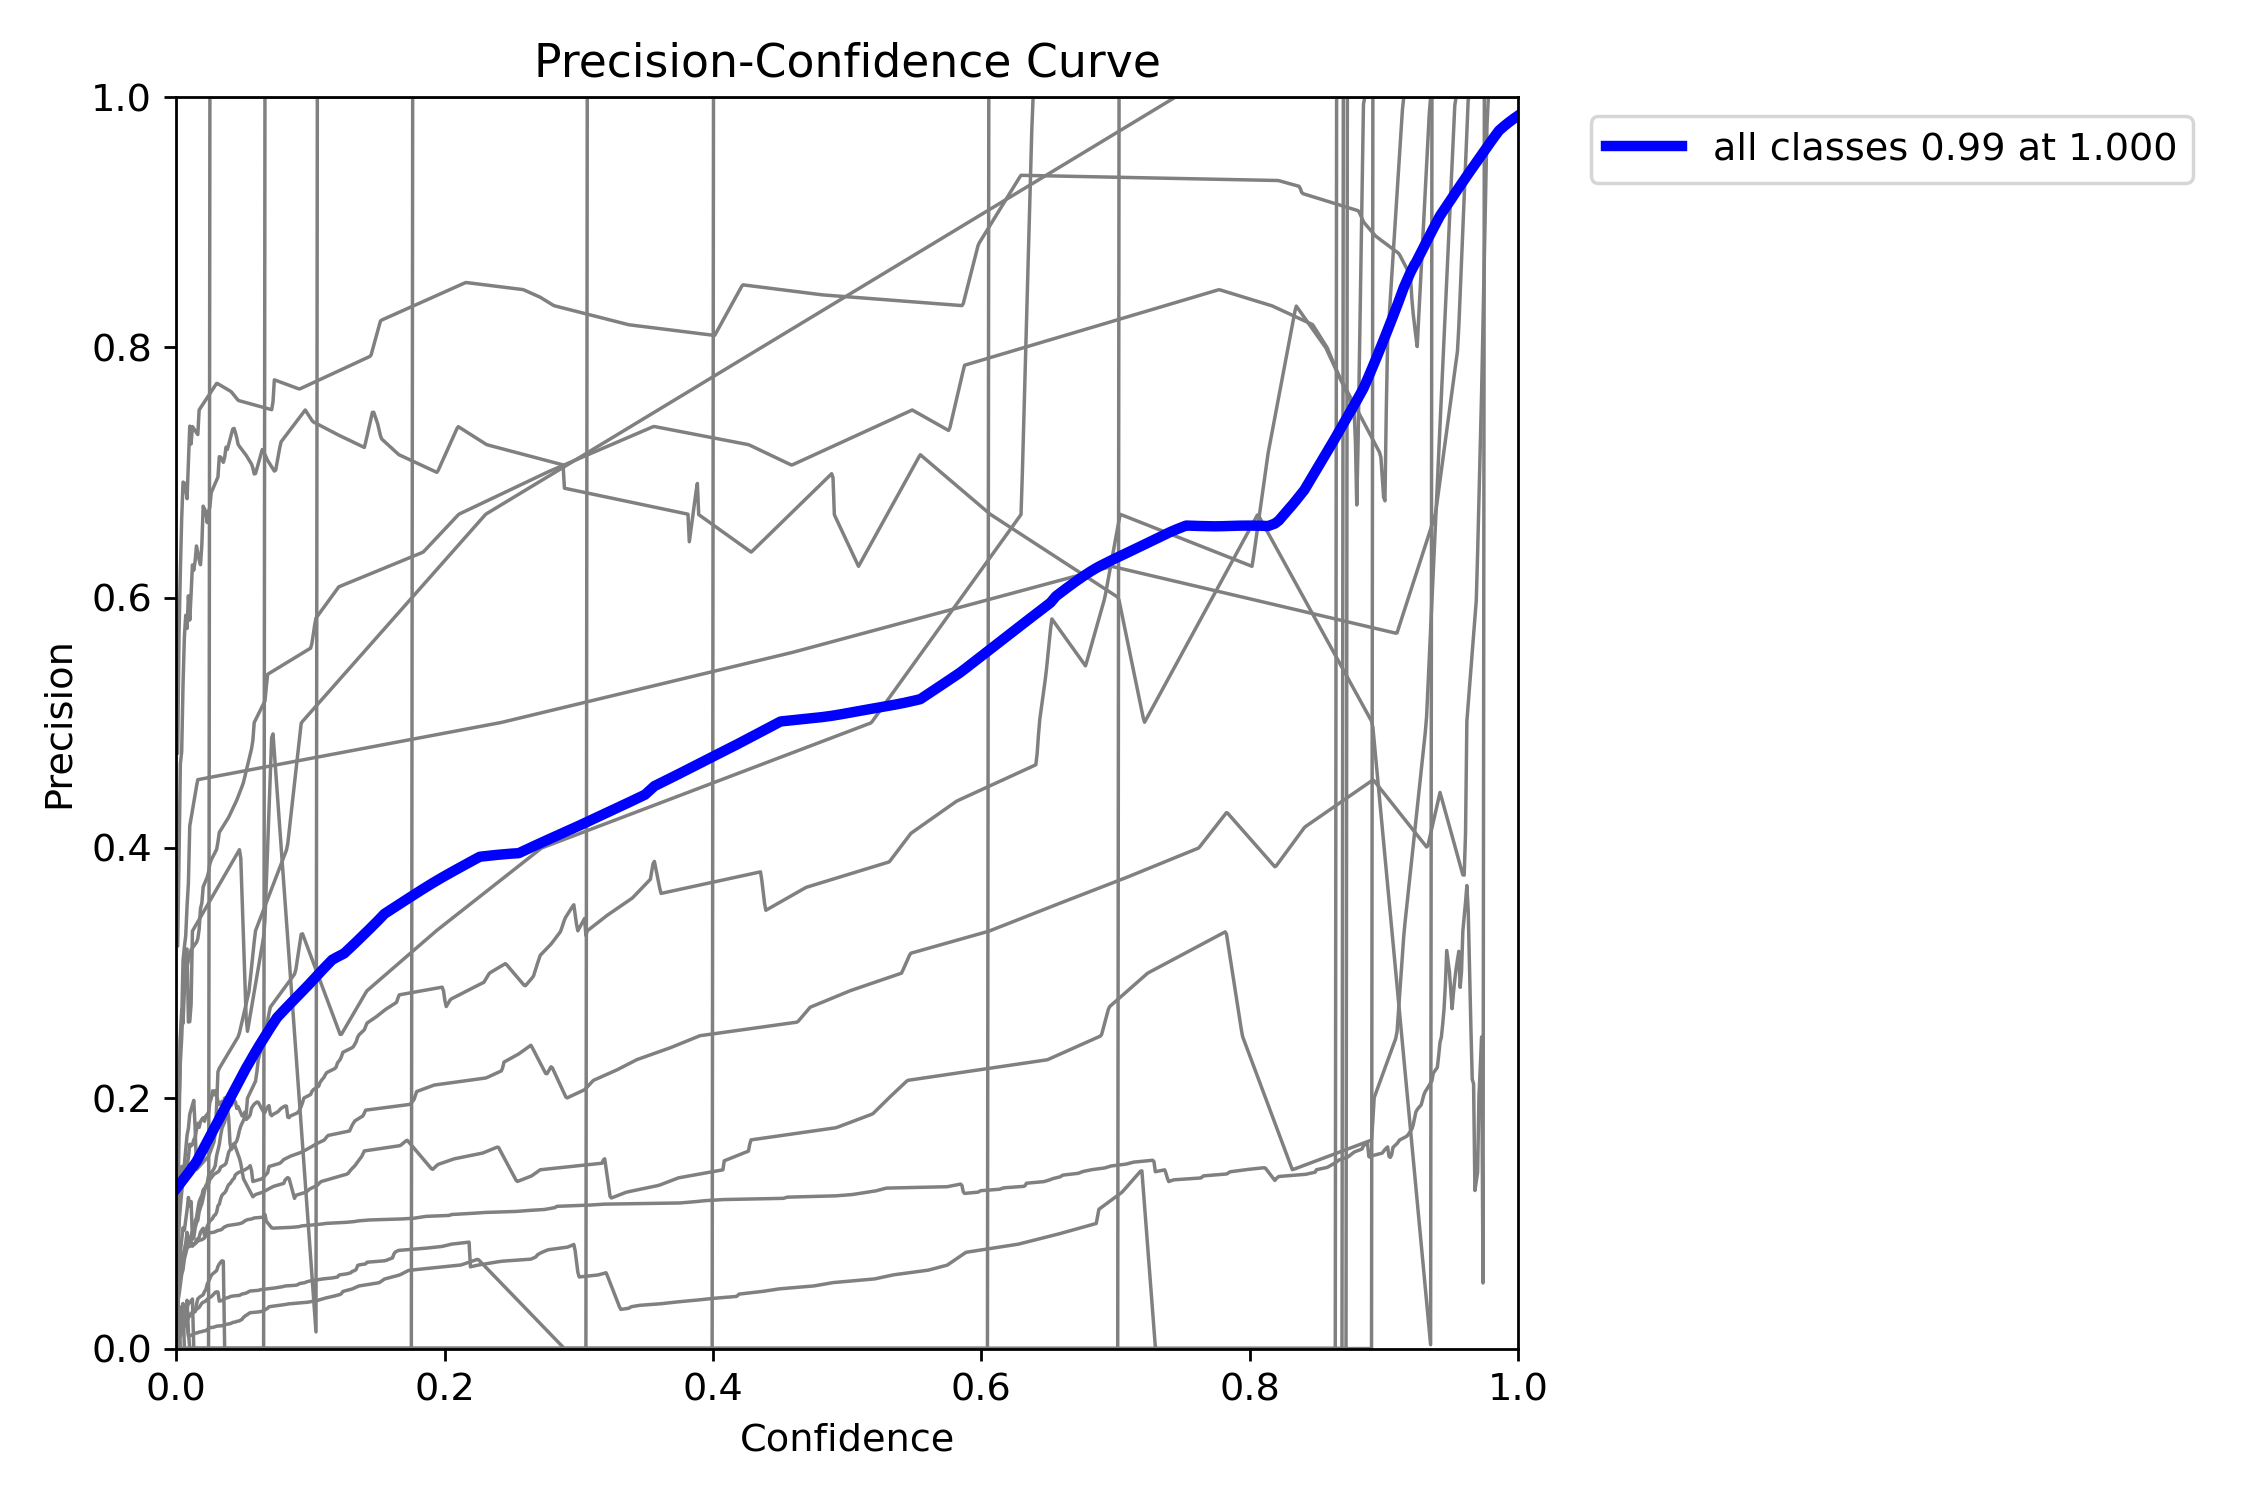 Precision-Confidence Curve
all classes 0.99 at 1.000
Precision
1.0
0.8
0.6
0.4
0.2
0.0
0.0 0.2 0.4 0.6 0.8 1.0
Confidence